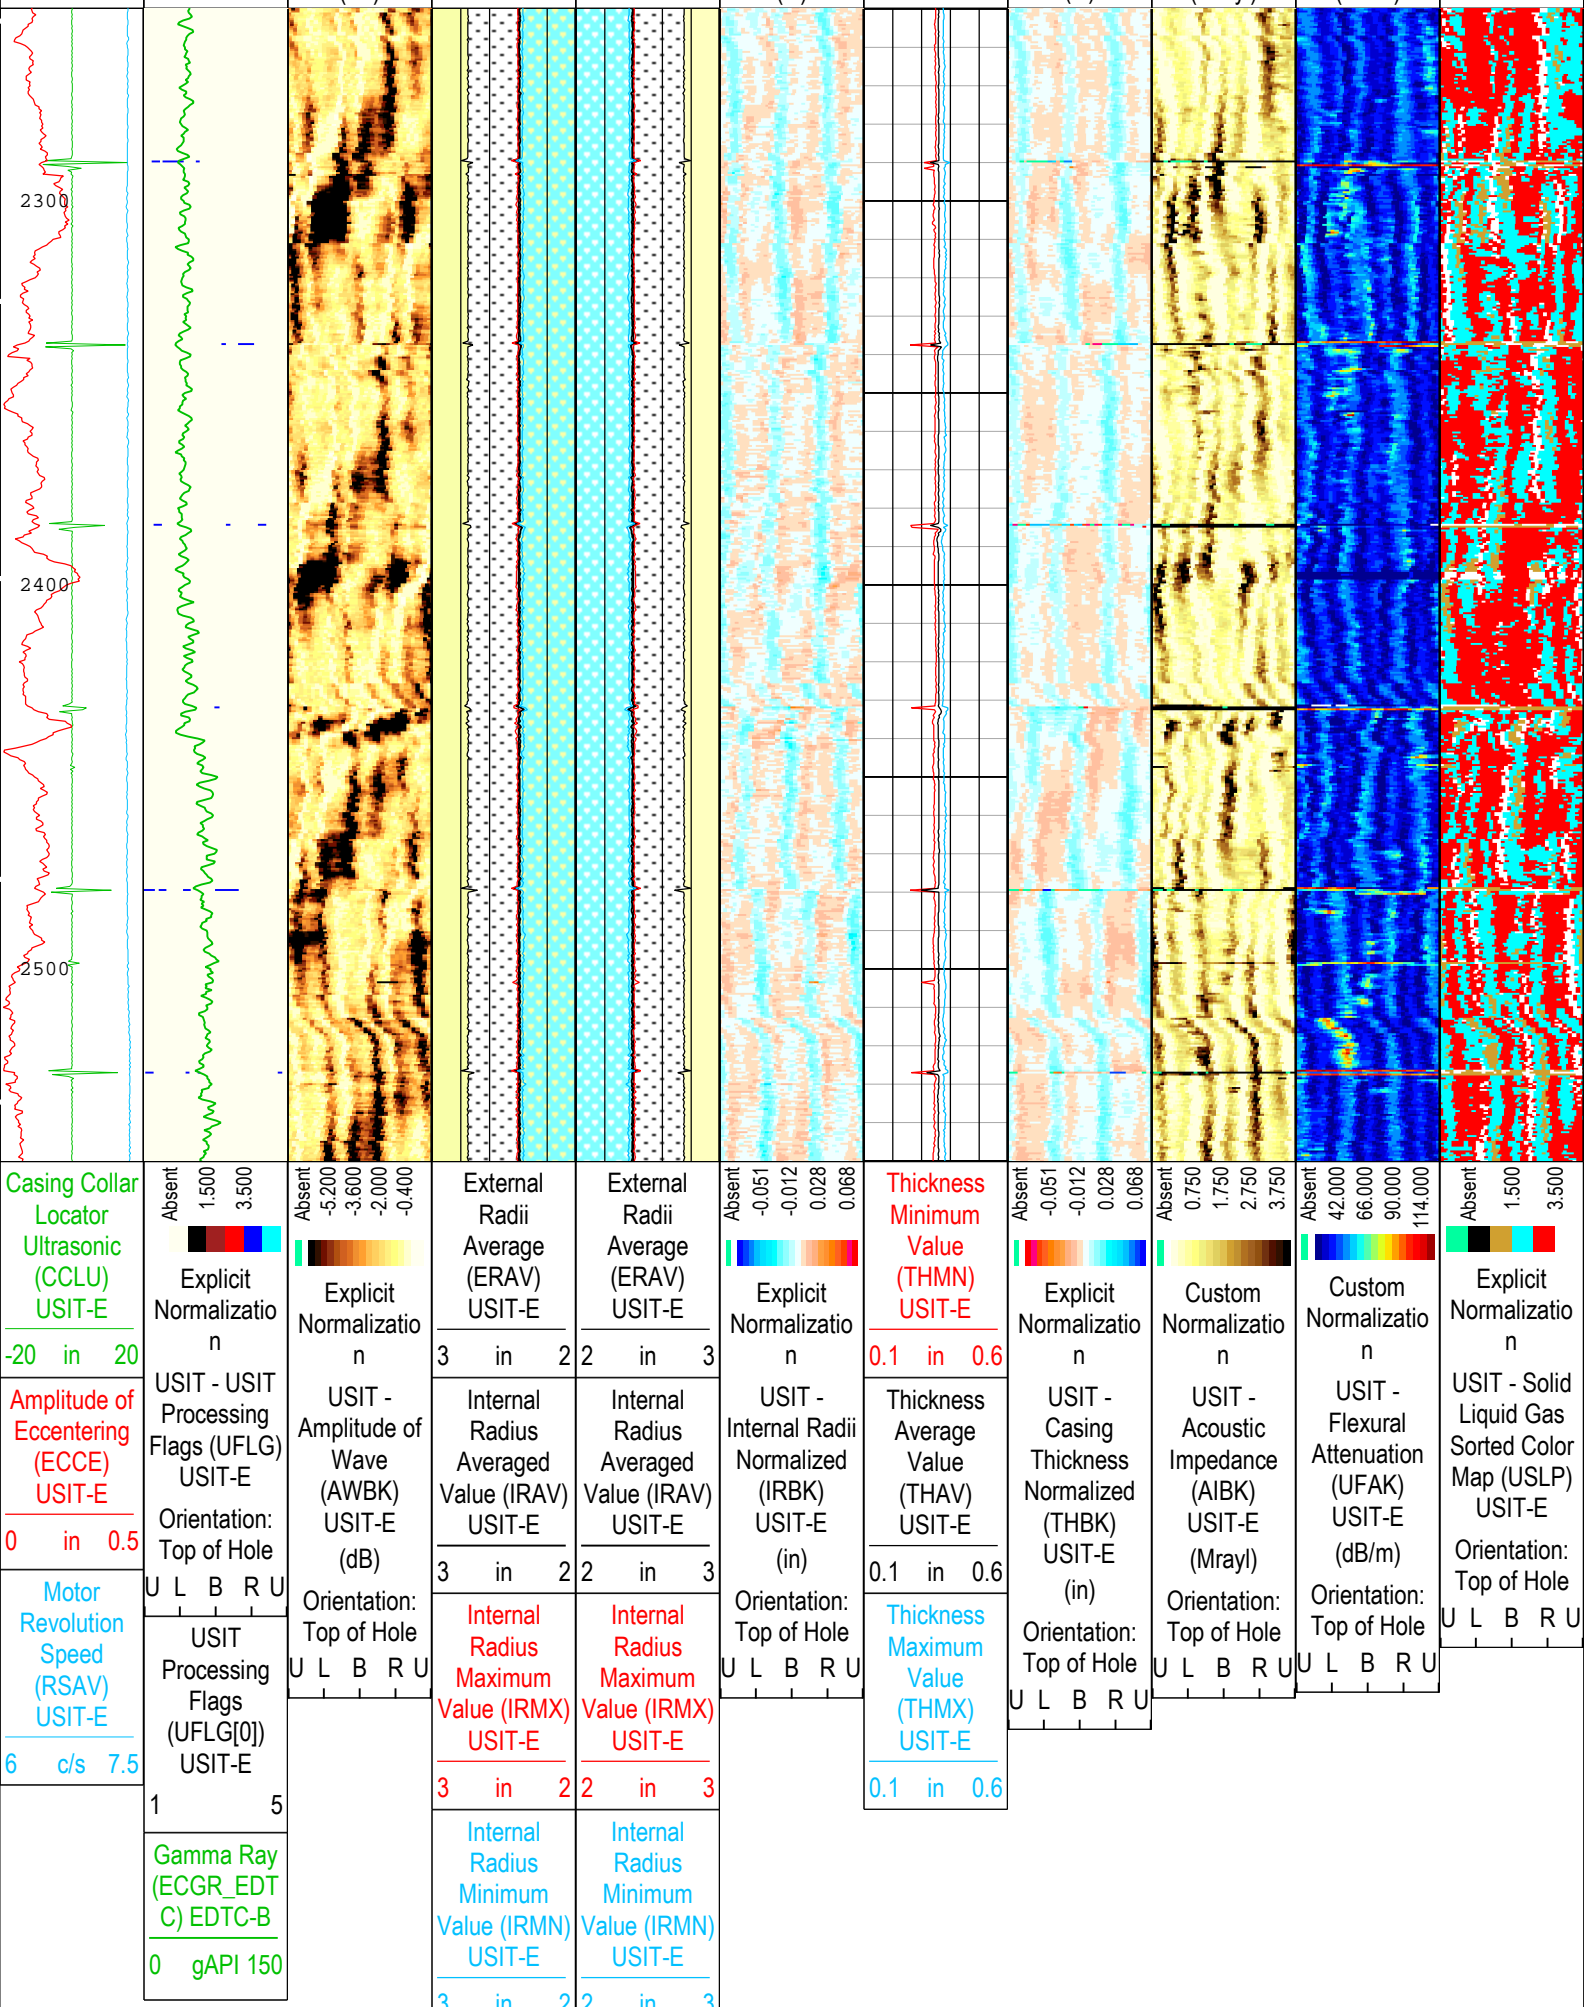 2300
2400
2500
Casing Collar
Locator
Ultrasonic
(CCLU)
USIT-E
-20 in 20
Amplitude of
Eccentering
(ECCE)
USIT-E
0 in 0.5
Motor
Revolution
Speed
(RSAV)
USIT-E
6 c/s 7.5
Absent
1.500
3.500
Explicit
Normalizatio
n
USIT - USIT
Processing
Flags (UFLG)
USIT-E
Orientation:
Top of Hole
U L B R U
USIT
Processing
Flags
(UFLG[0])
USIT-E
1 5
Gamma Ray
(ECGR_EDT
C) EDTC-B
0 gAPI 150
Absent
-5.200
-3.600
-2.000
-0.400
Explicit
Normalizatio
n
USIT -
Amplitude of
Wave
(AWBK)
USIT-E
(dB)
Orientation:
Top of Hole
U L B R U
External
Radii
Average
(ERAV)
USIT-E
3 in 2
Internal
Radius
Averaged
Value (IRAV)
USIT-E
3 in 2
Internal
Radius
Maximum
Value (IRMX)
USIT-E
3 in 2
Internal
Radius
Minimum
Value (IRMN)
USIT-E
3 in 2
External
Radii
Average
(ERAV)
USIT-E
2 in 3
Internal
Radius
Averaged
Value (IRAV)
USIT-E
2 in 3
Internal
Radius
Maximum
Value (IRMX)
USIT-E
2 in 3
Internal
Radius
Minimum
Value (IRMN)
USIT-E
2 in 3
Absent
-0.051
-0.012
0.028
0.068
Explicit
Normalizatio
n
USIT -
Internal Radii
Normalized
(IRBK)
USIT-E
(in)
Orientation:
Top of Hole
U L B R U
Thickness
Minimum
Value
(THMN)
USIT-E
0.1 in 0.6
Thickness
Average
Value
(THAV)
USIT-E
0.1 in 0.6
Thickness
Maximum
Value
(THMX)
USIT-E
0.1 in 0.6
Absent
-0.051
-0.012
0.028
0.068
Explicit
Normalizatio
n
USIT -
Casing
Thickness
Normalized
(THBK)
USIT-E
(in)
Orientation:
Top of Hole
U L B R U
Absent
0.750
1.750
2.750
3.750
Custom
Normalizatio
n
USIT -
Acoustic
Impedance
(AIBK)
USIT-E
(Mrayl)
Orientation:
Top of Hole
U L B R U
Absent
42.000
66.000
90.000
114.000
Custom
Normalizatio
n
USIT -
Flexural
Attenuation
(UFAK)
USIT-E
(dB/m)
Orientation:
Top of Hole
U L B R U
Absent
1.500
3.500
Explicit
Normalizatio
n
USIT - Solid
Liquid Gas
Sorted Color
Map (USLP)
USIT-E
Orientation:
Top of Hole
U L B R U